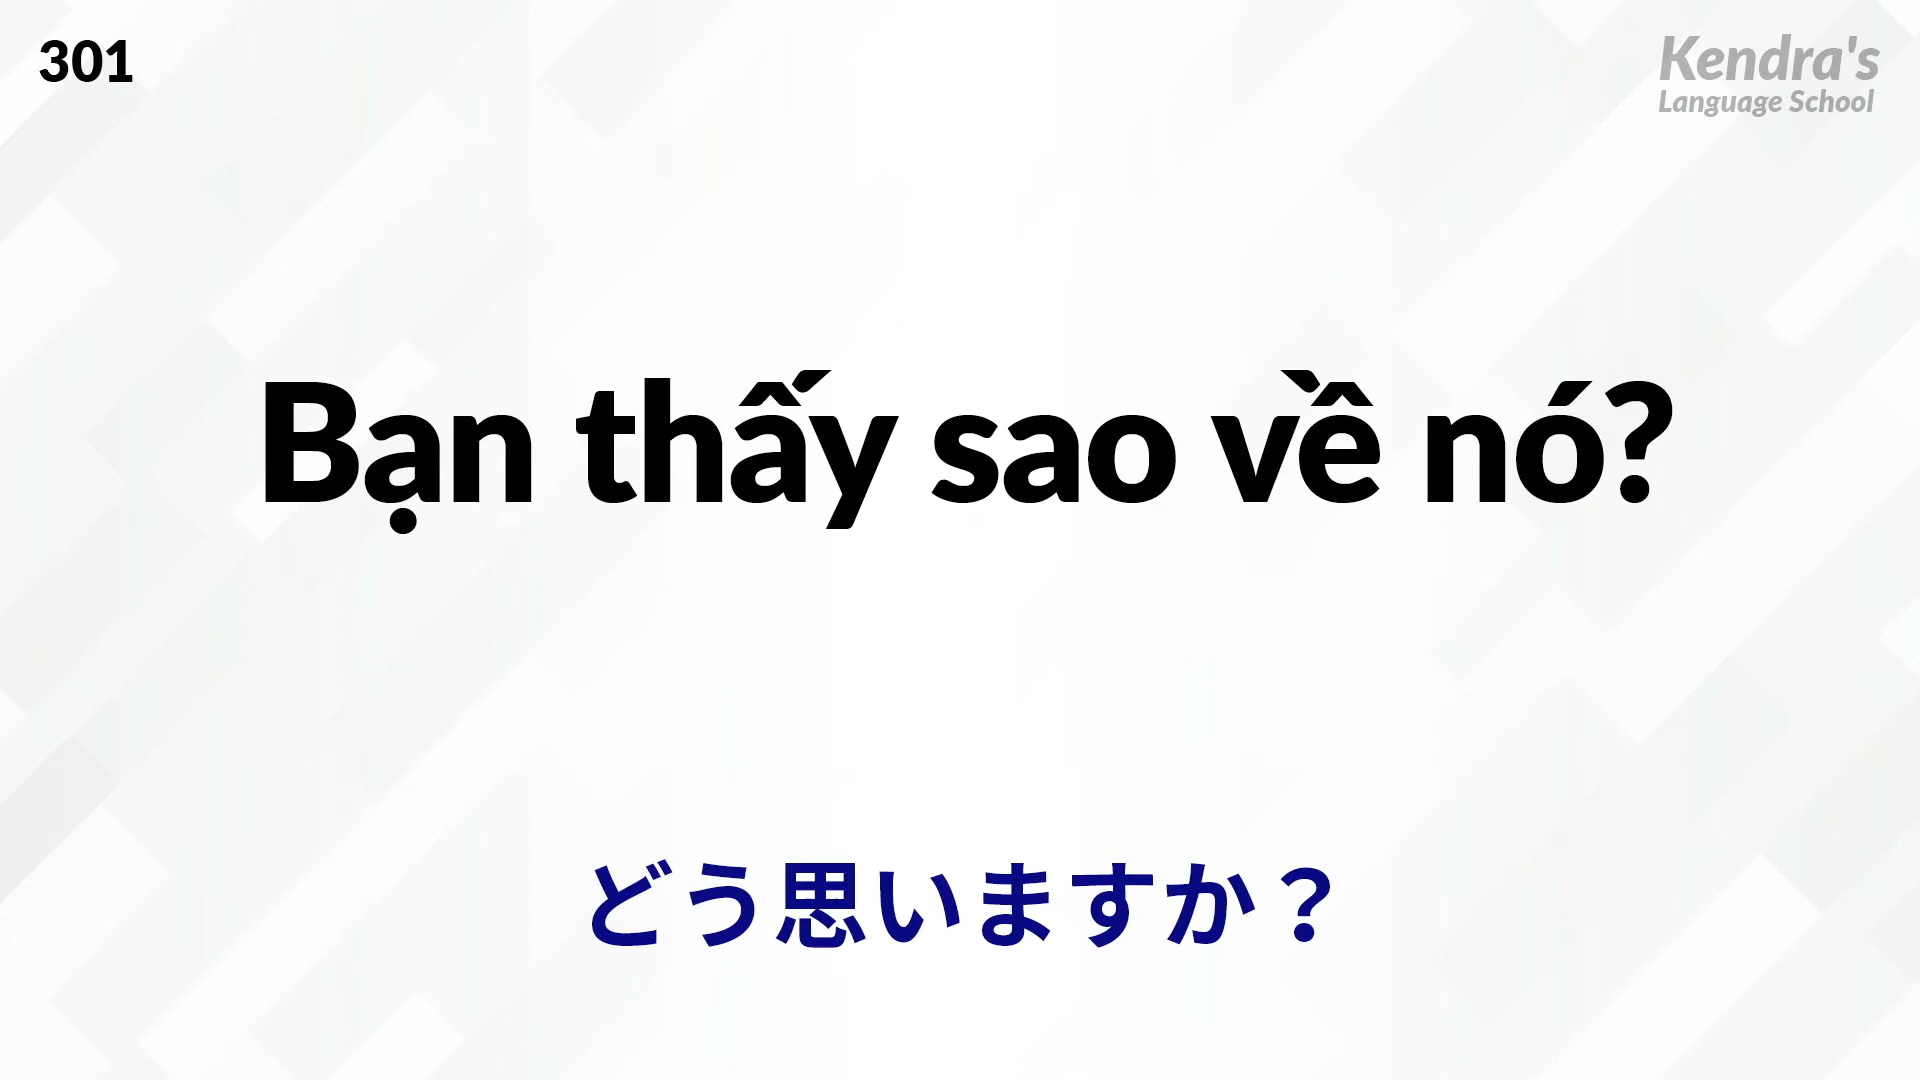 301
Kendra's
Language School
Bạn thấy sao về nó?
どう思いますか？